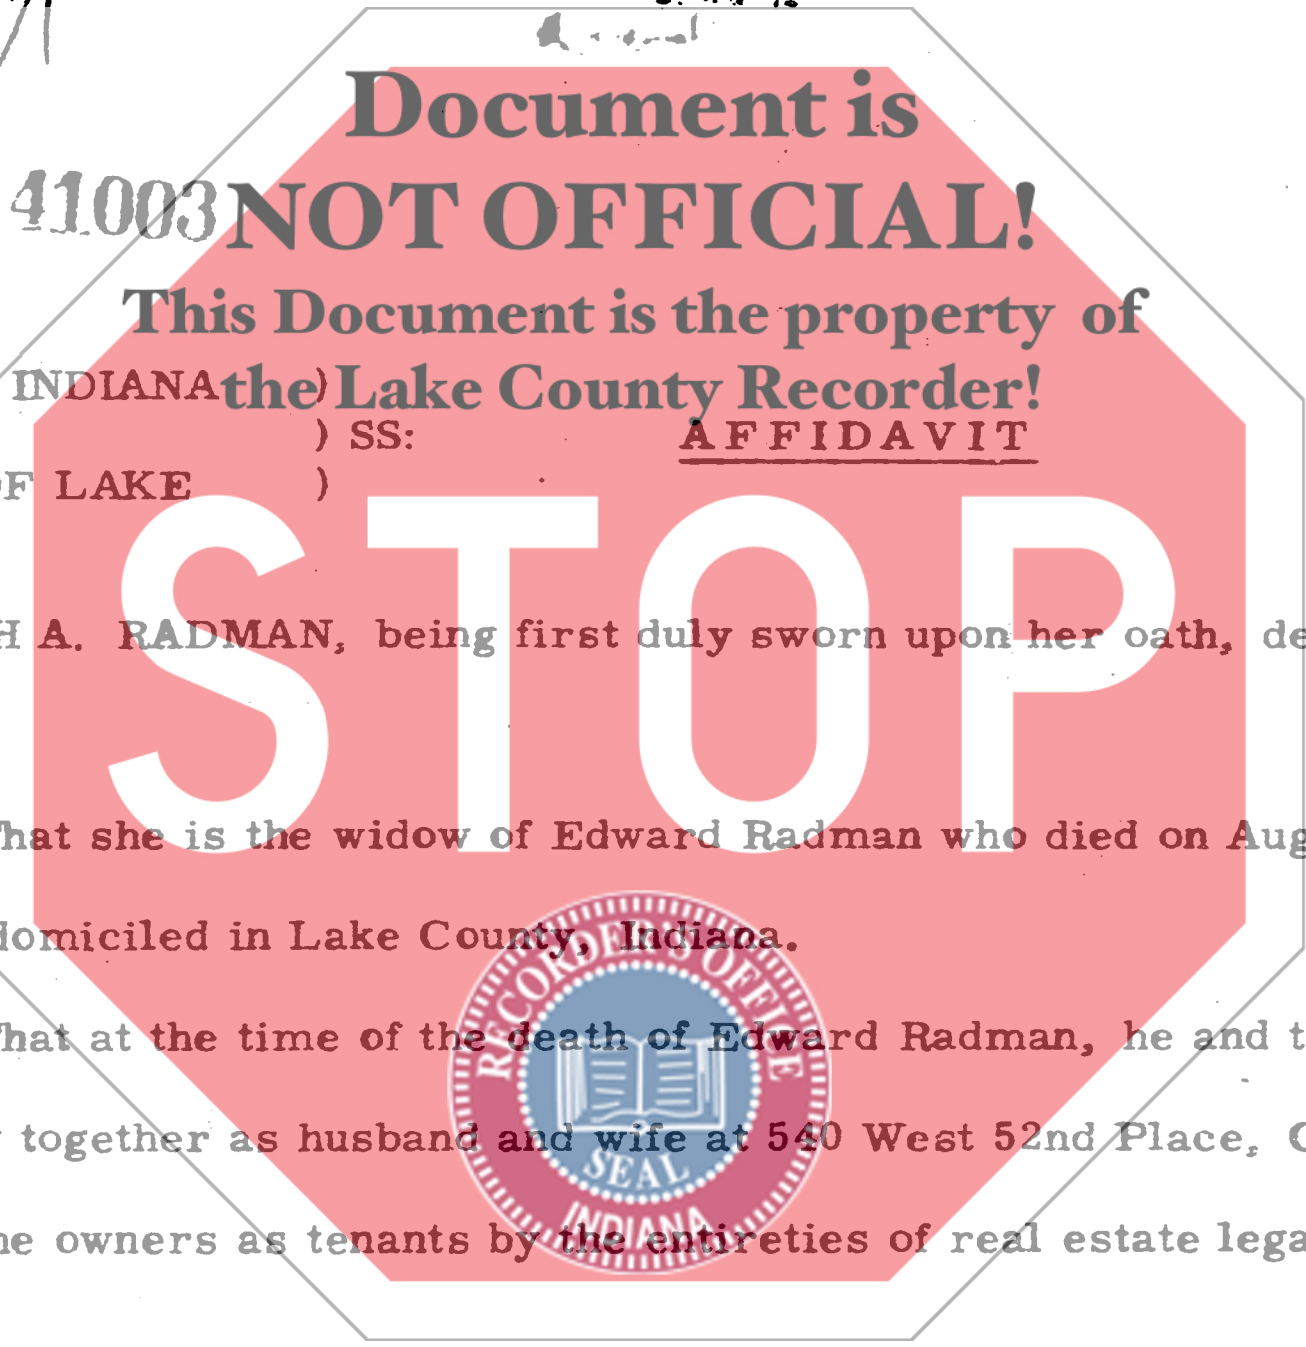 Document is
41003 NOT OFFICIAL!
This Document is the property of
the Lake County Recorder!
INDIANA )
) SS: AFFIDAVIT
OF LAKE )
STOP
H A. RADMAN, being first duly sworn upon her oath, de
That she is the widow of Edward Radman who died on Aug
domiciled in Lake County, Indiana.
That at the time of the death of Edward Radman, he and t
together as husband and wife at 540 West 52nd Place, G
he owners as tenants by the entireties of real estate lega
RECORDER'S OFFICE
SEAL
INDIANA